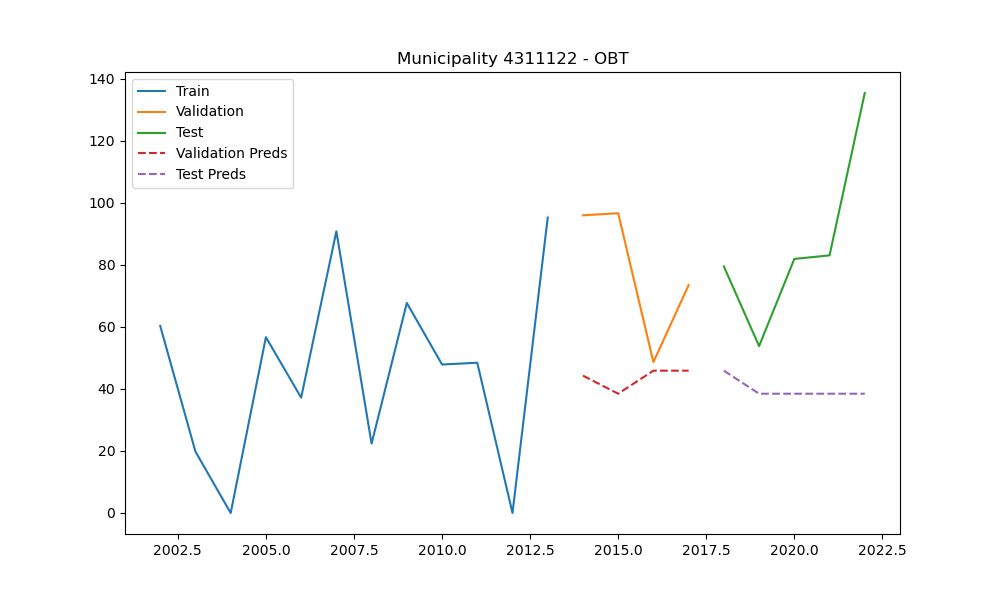 Municipality 4311122 - OBT
Train
Validation
Test
Validation Preds
Test Preds
140
120
100
80
60
40
20
0
2002.5 2005.0 2007.5 2010.0 2012.5 2015.0 2017.5 2020.0 2022.5